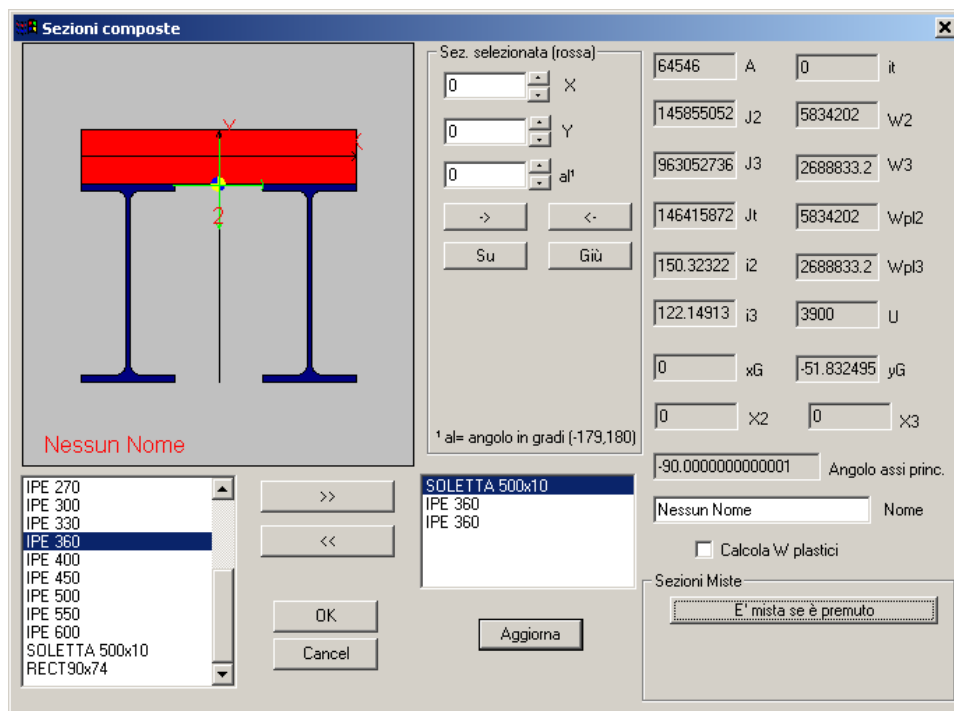 Sezioni composte
Y
X
2
Nessun Nome
Sez. selezionata (rossa)
0 X
0 Y
0 al¹
-> <-
Su Giù
¹ al= angolo in gradi (-179,180)
64546 A 0 it
145855052 J2 5834202 W2
963052736 J3 2688833.2 W3
146415872 Jt 5834202 Wpl2
150.32322 i2 2688833.2 Wpl3
122.14913 i3 3900 U
0 xG -51.832495 yG
0 X2 0 X3
-90.0000000000001 Angolo assi princ.
Nessun Nome Nome
Calcola W plastici
Sezioni Miste
E' mista se è premuto
IPE 270
IPE 300
IPE 330
IPE 360
IPE 400
IPE 450
IPE 500
IPE 550
IPE 600
SOLETTA 500x10
RECT90x74
>>
<<
OK
Cancel
SOLETTA 500x10
IPE 360
IPE 360
Aggiorna